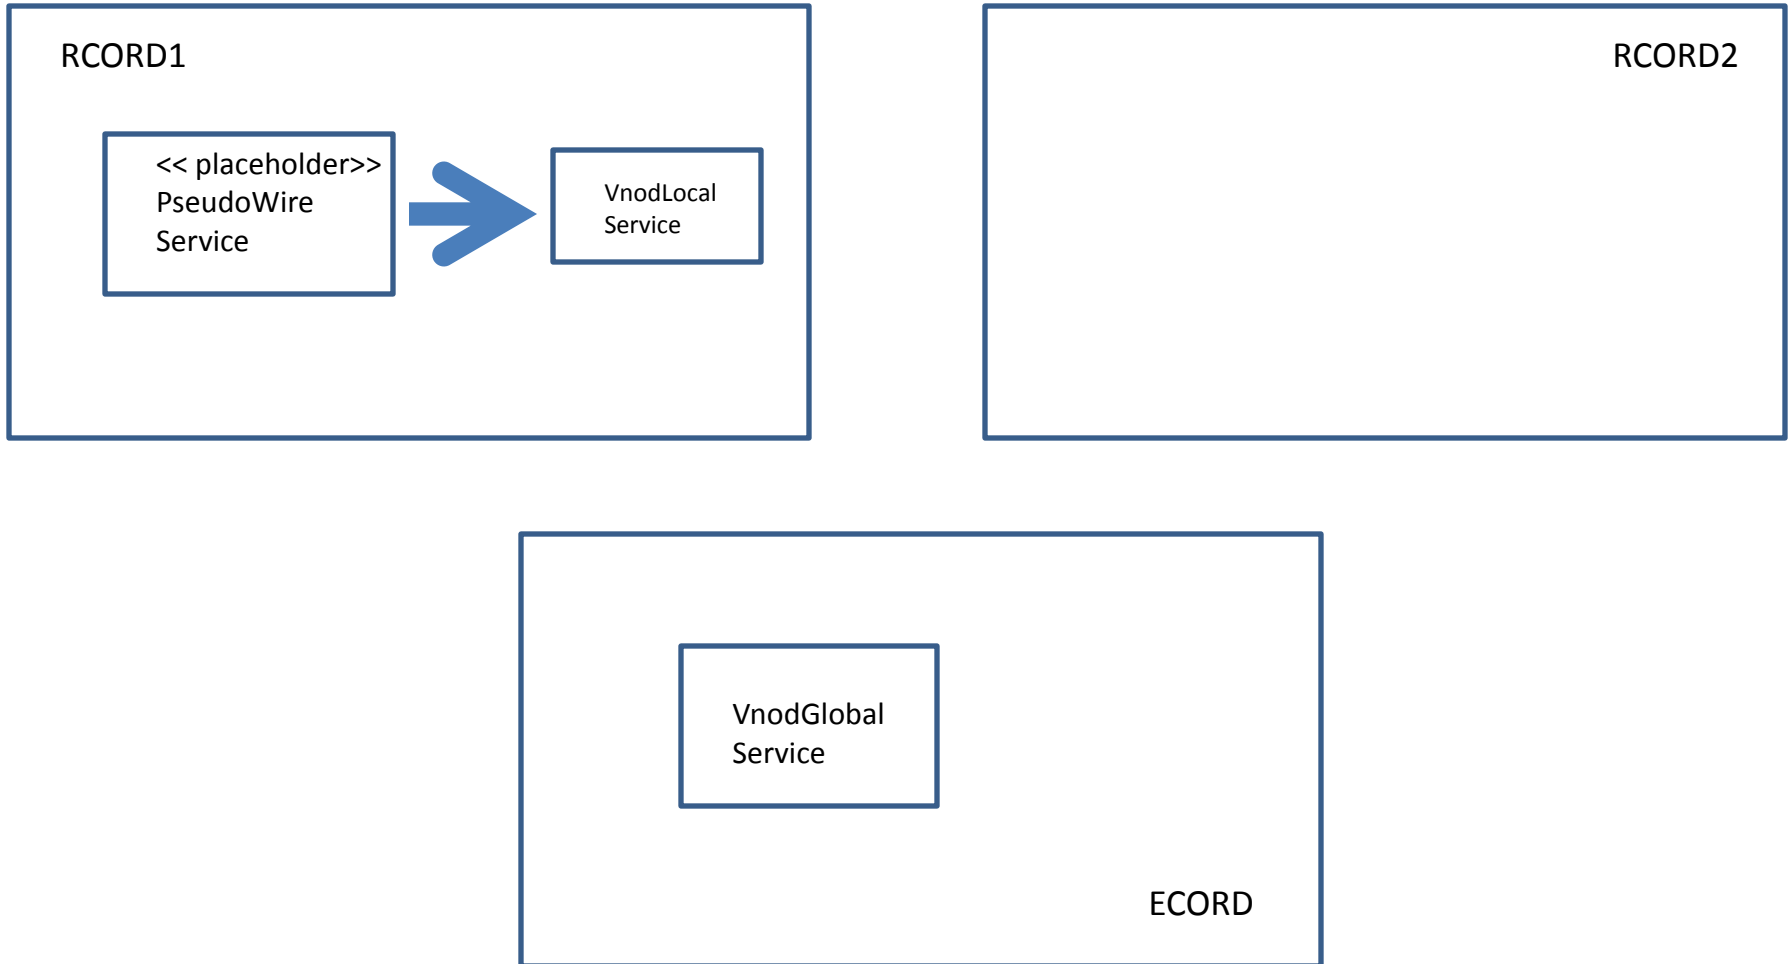 RCORD1
RCORD2
<< placeholder>>
PseudoWire
Service
VnodLocal
Service
VnodGlobal
Service
ECORD